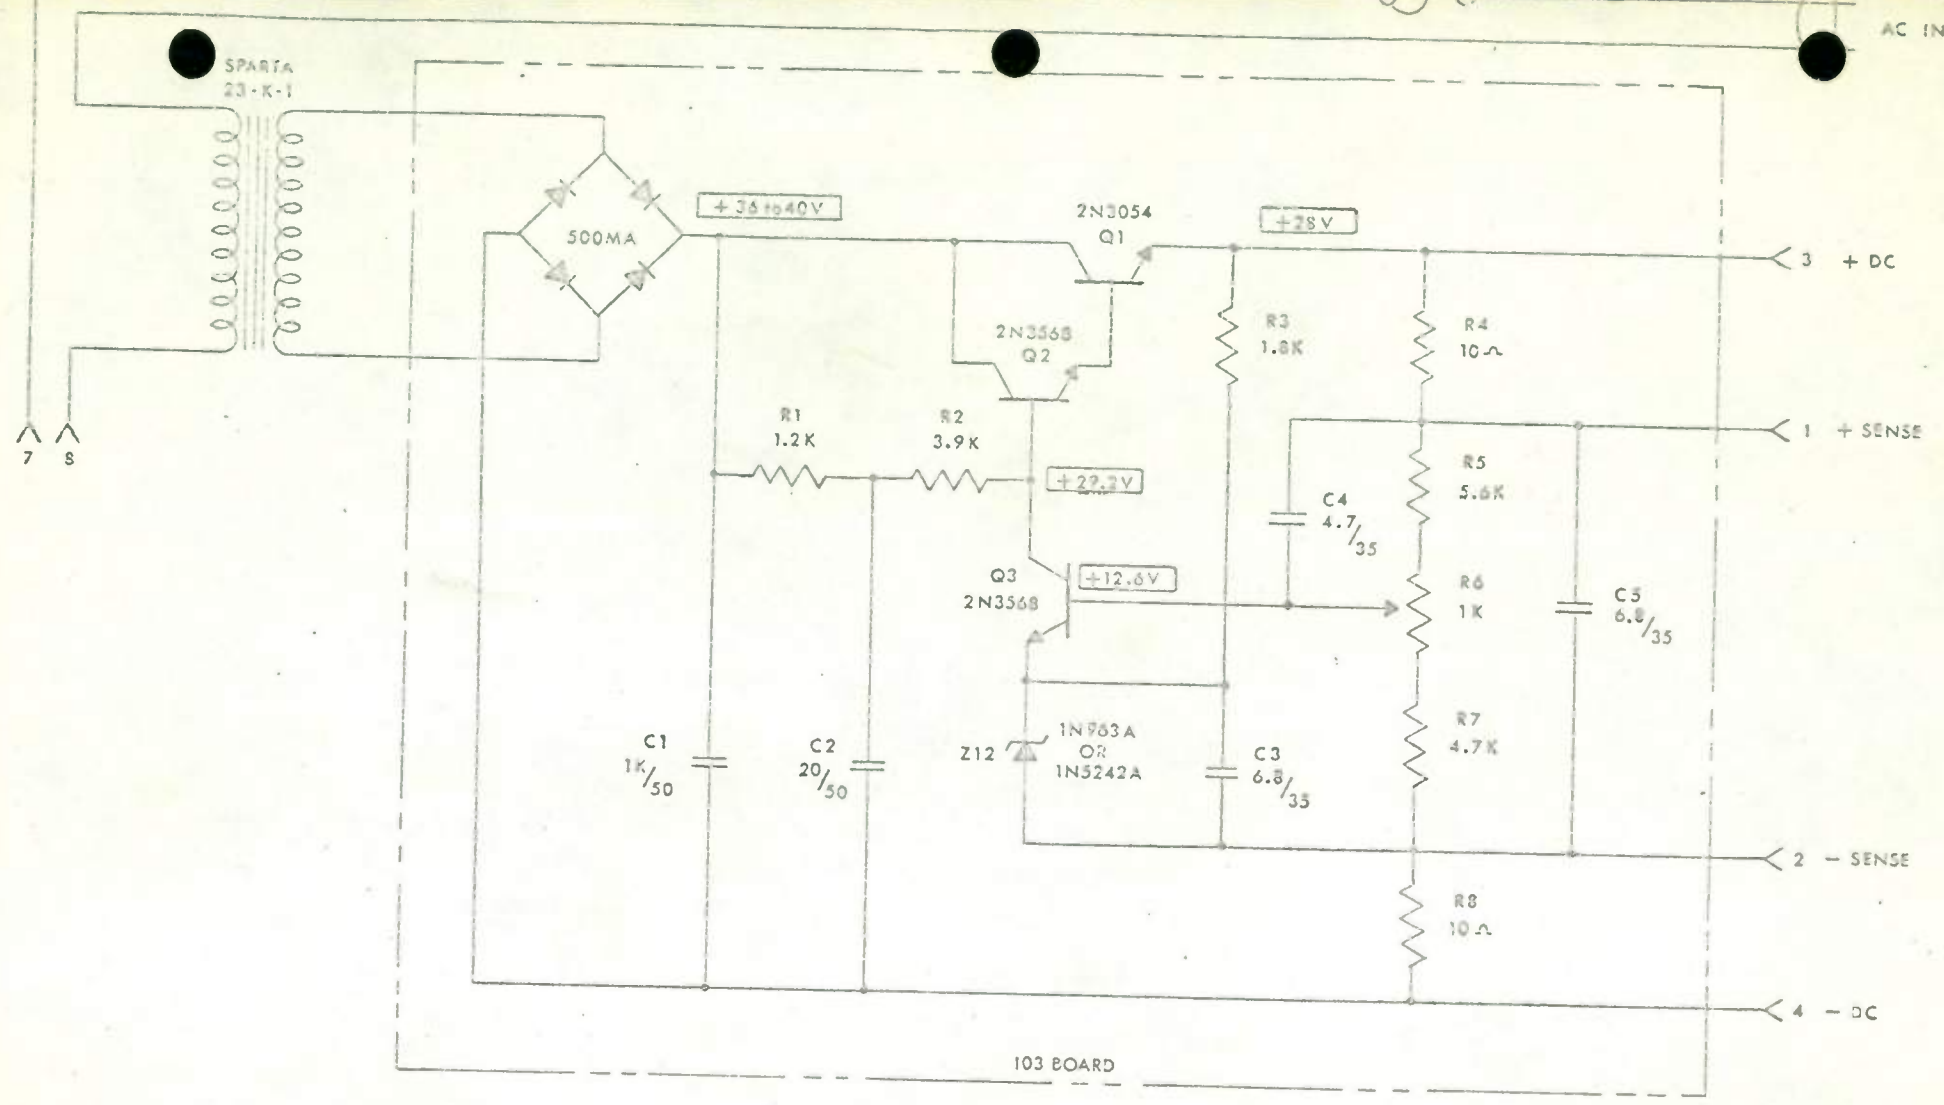 AC IN
SPARTA
23-K-1
500MA
+36 to 40V
2N3054
Q1
+28V
3 + DC
2N3568
Q2
R3
1.8K
R4
10Ω
R1
1.2K
R2
3.9K
1 + SENSE
7 8
R5
5.6K
C4
4.7/35
Q3
2N3568
+12.6V
R6
1K
C5
6.8/35
R7
4.7K
Z12
1N963A
OR
1N5242A
C1
1K/50
C2
20/50
C3
6.8/35
2 - SENSE
R8
10Ω
4 - DC
103 BOARD